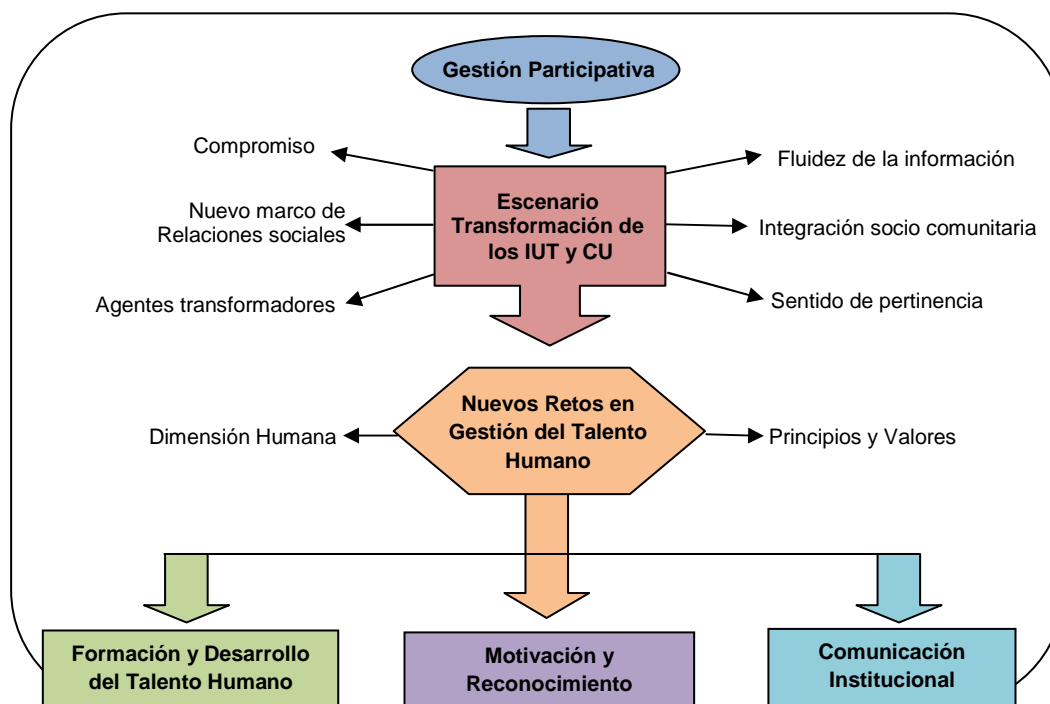 Gestión Participativa
Compromiso
Fluidez de la información
Escenario
Transformación de
los IUT y CU
Nuevo marco de
Relaciones sociales
Integración socio comunitaria
Agentes transformadores
Sentido de pertinencia
Nuevos Retos en
Gestión del Talento
Humano
Dimensión Humana
Principios y Valores
Formación y Desarrollo
del Talento Humano
Motivación y
Reconocimiento
Comunicación
Institucional